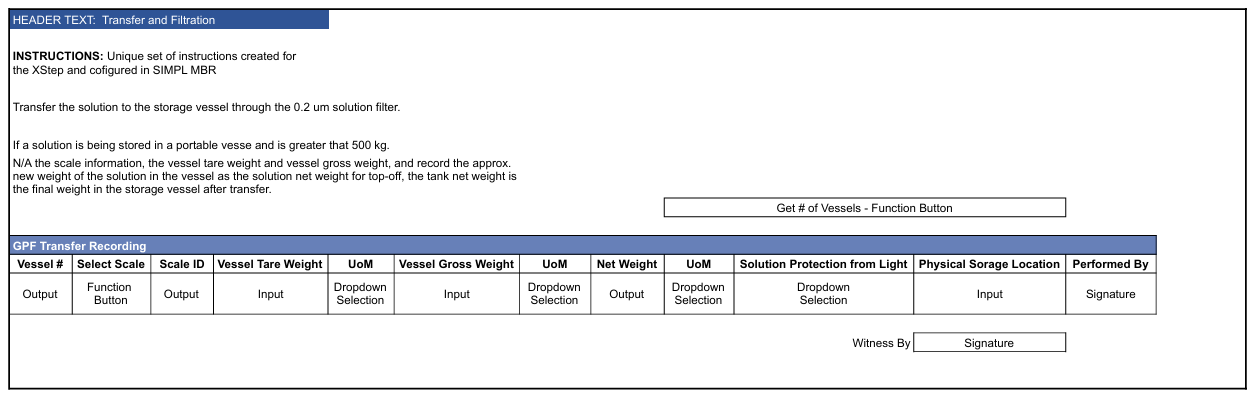 HEADER TEXT:  Transfer and Filtration
INSTRUCTIONS: Unique set of instructions created for
the XStep and cofigured in SIMPL MBR
Transfer the solution to the storage vessel through the 0.2 um solution filter.
If a solution is being stored in a portable vesse and is greater that 500 kg.
N/A the scale information, the vessel tare weight and vessel gross weight, and record the approx.
new weight of the solution in the vessel as the solution net weight for top-off, the tank net weight is
the final weight in the storage vessel after transfer.
Get # of Vessels - Function Button
GPF Transfer Recording
Vessel # Select Scale Scale ID Vessel Tare Weight UoM Vessel Gross Weight UoM Net Weight UoM Solution Protection from Light Physical Sorage Location Performed By
Output Function Button Output Input Dropdown Selection Input Dropdown Selection Output Dropdown Selection Dropdown Selection Input Signature
Witness By Signature